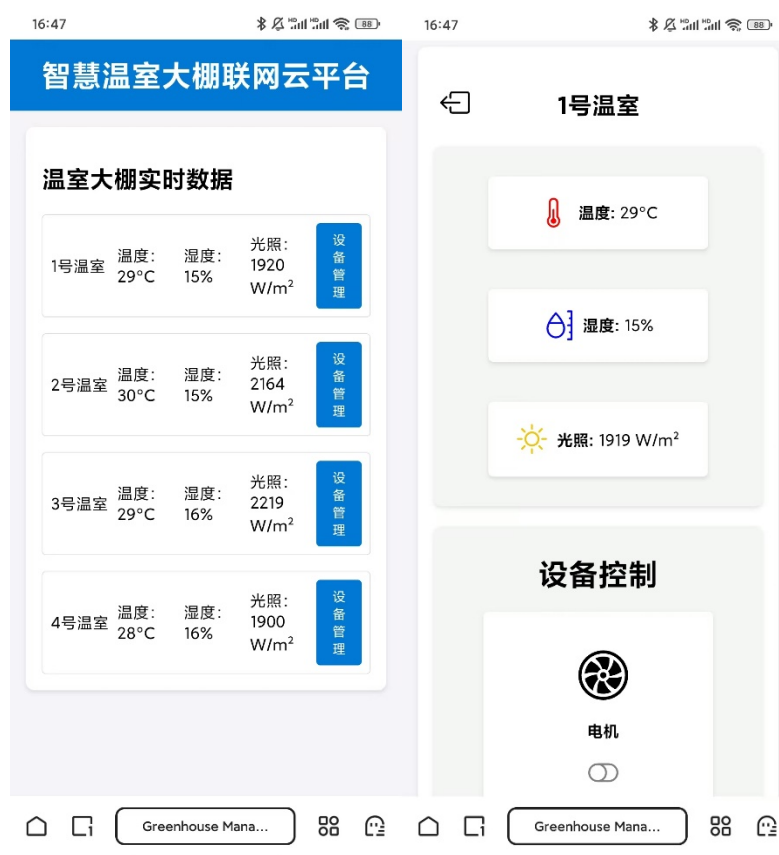 16:47
HD HD 88
智慧温室大棚联网云平台
温室大棚实时数据
1号温室
温度:
29°C
湿度:
15%
光照:
1920
W/m²
设备管理
2号温室
温度:
30°C
湿度:
15%
光照:
2164
W/m²
设备管理
3号温室
温度:
29°C
湿度:
16%
光照:
2219
W/m²
设备管理
4号温室
温度:
28°C
湿度:
16%
光照:
1900
W/m²
设备管理
Greenhouse Mana...
16:47
HD HD 88
1号温室
温度: 29°C
湿度: 15%
光照: 1919 W/m²
设备控制
电机
Greenhouse Mana...